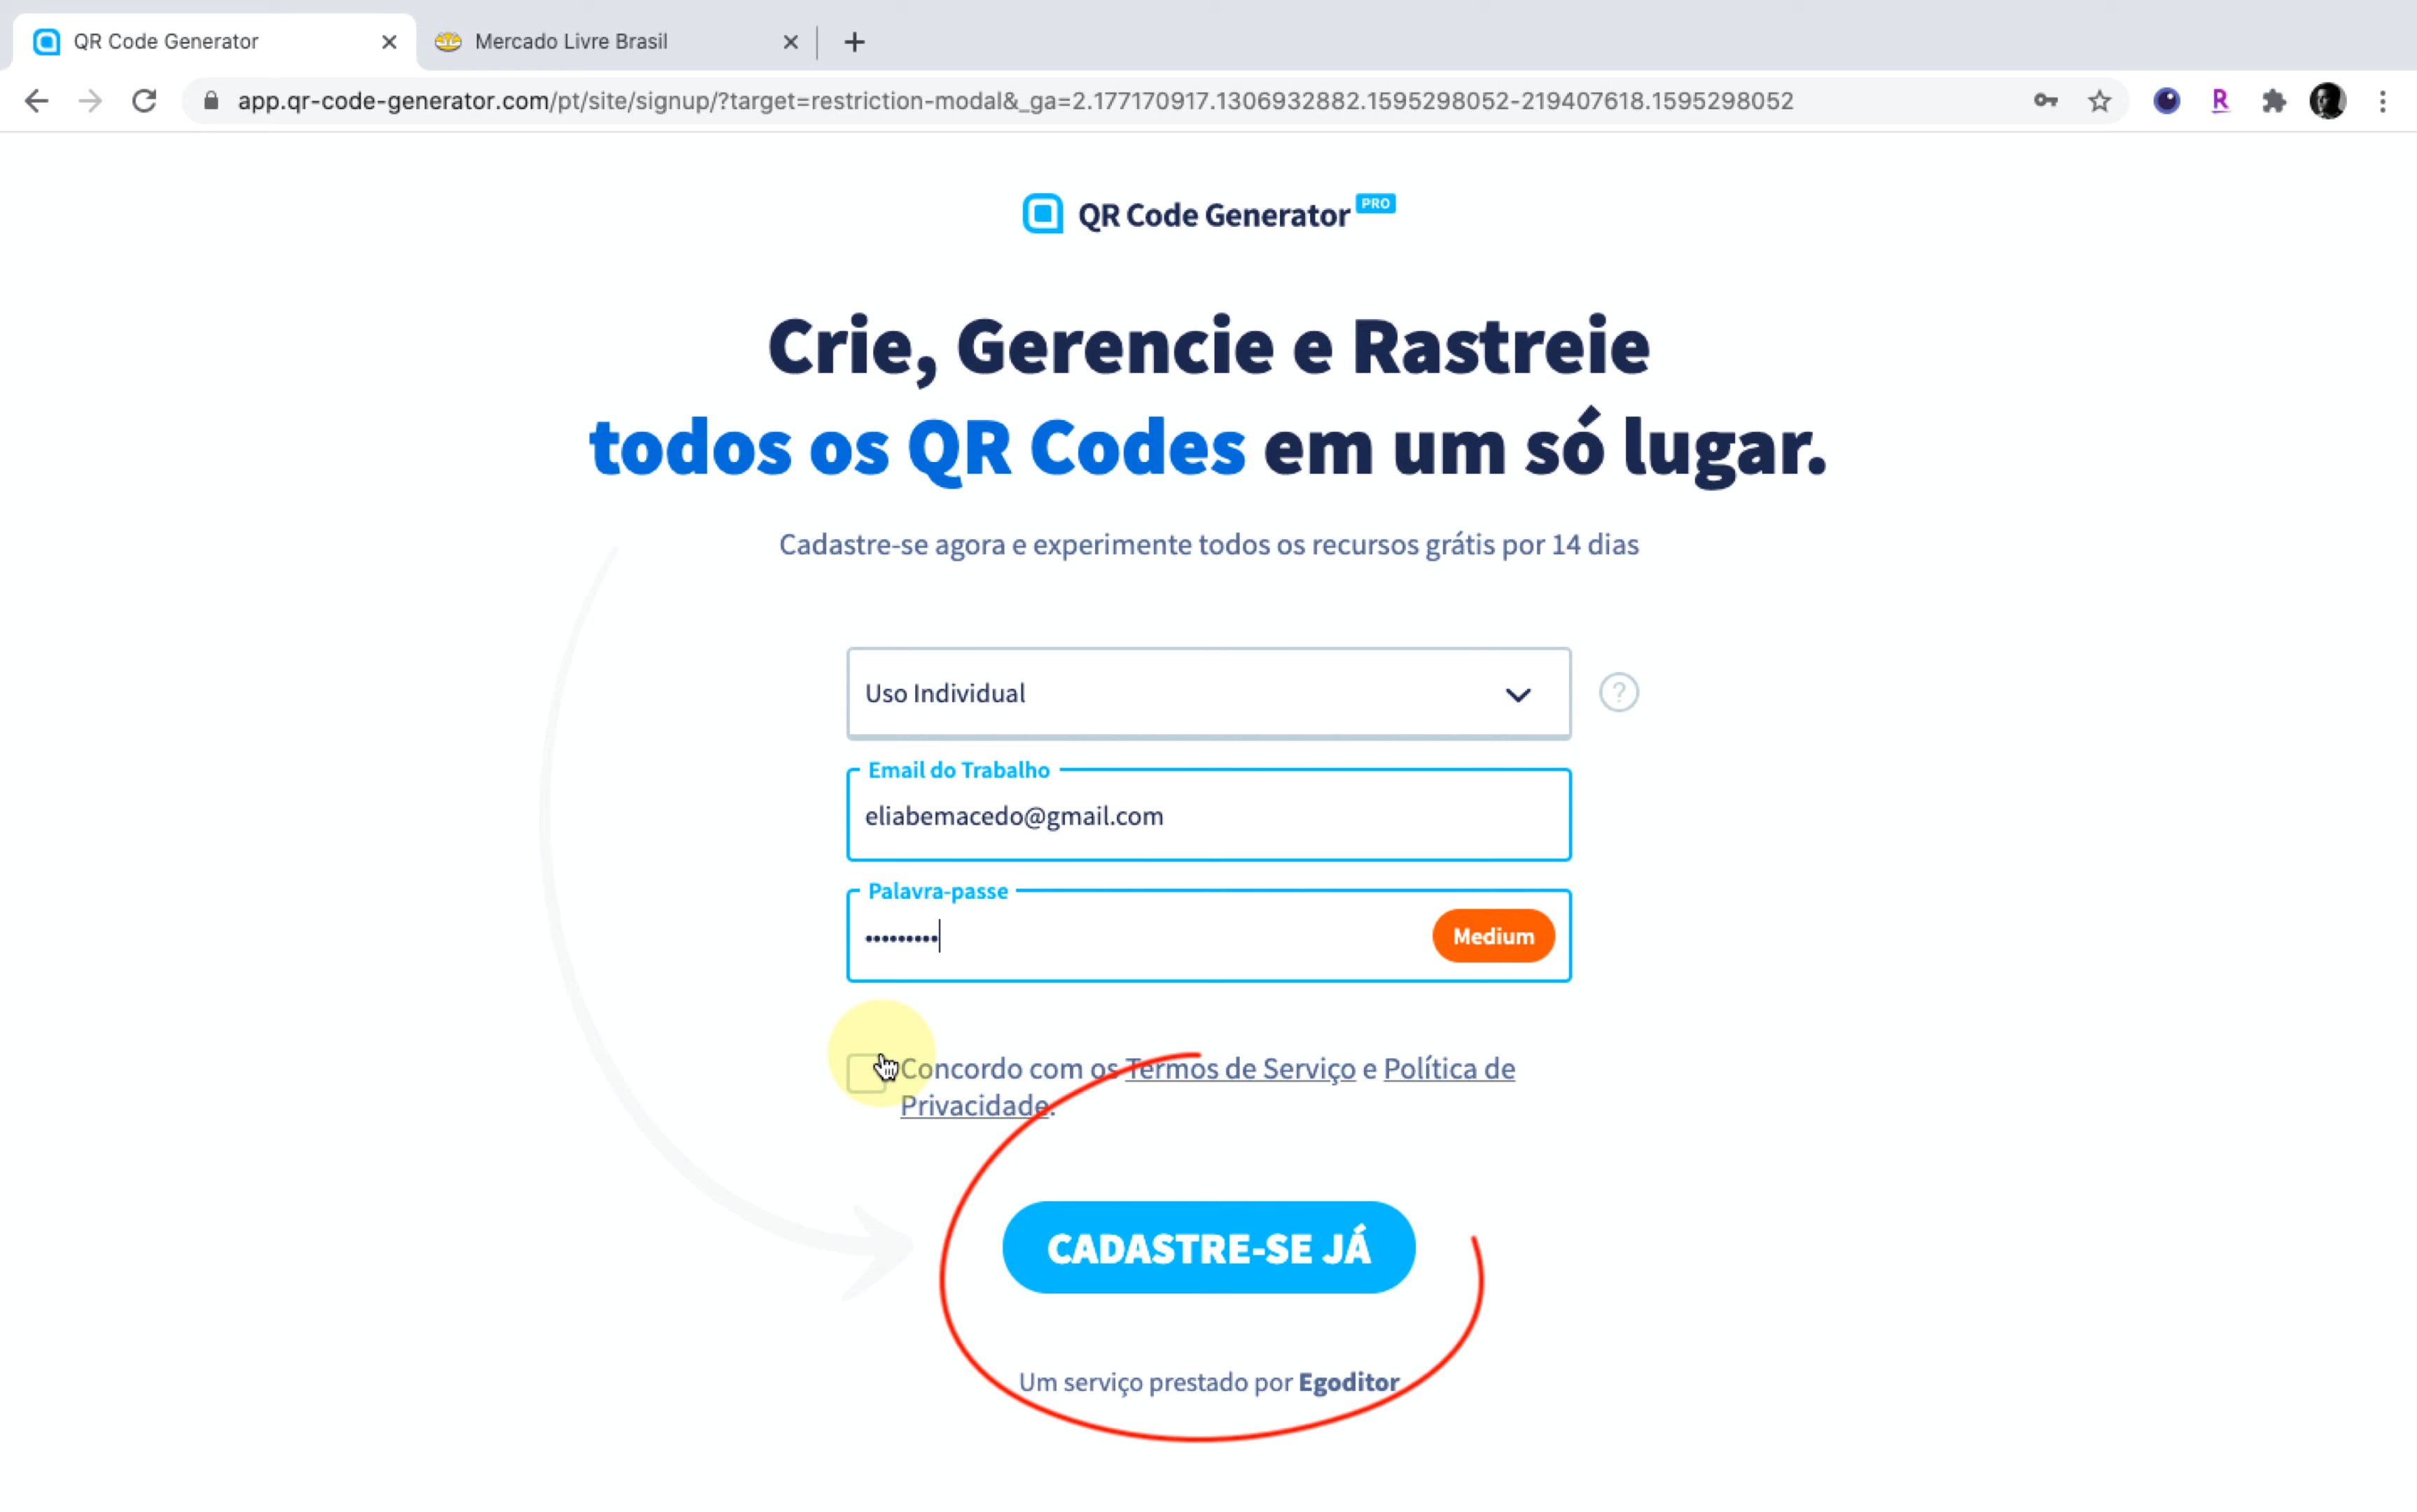 QR Code Generator
Mercado Livre Brasil
app.qr-code-generator.com/pt/site/signup/?target=restriction-modal&_ga=2.177170917.1306932882.1595298052-219407618.1595298052
R
QR Code Generator PRO
Crie, Gerencie e Rastreie
todos os QR Codes em um só lugar.
Cadastre-se agora e experimente todos os recursos grátis por 14 dias
Uso Individual
?
Email do Trabalho
eliabemacedo@gmail.com
Palavra-passe
•••••••••
Medium
Concordo com os Termos de Serviço e Política de
Privacidade.
CADASTRE-SE JÁ
Um serviço prestado por Egoditor